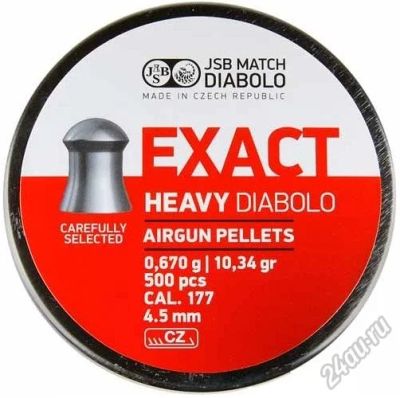 JSB
JSB MATCH
DIABOLO
MADE IN CZECH REPUBLIC
EXACT
HEAVY DIABOLO
CAREFULLY
SELECTED
AIRGUN PELLETS
0,670 g | 10,34 gr
500 pcs
CAL. 177
4.5 mm
CZ
24au.ru